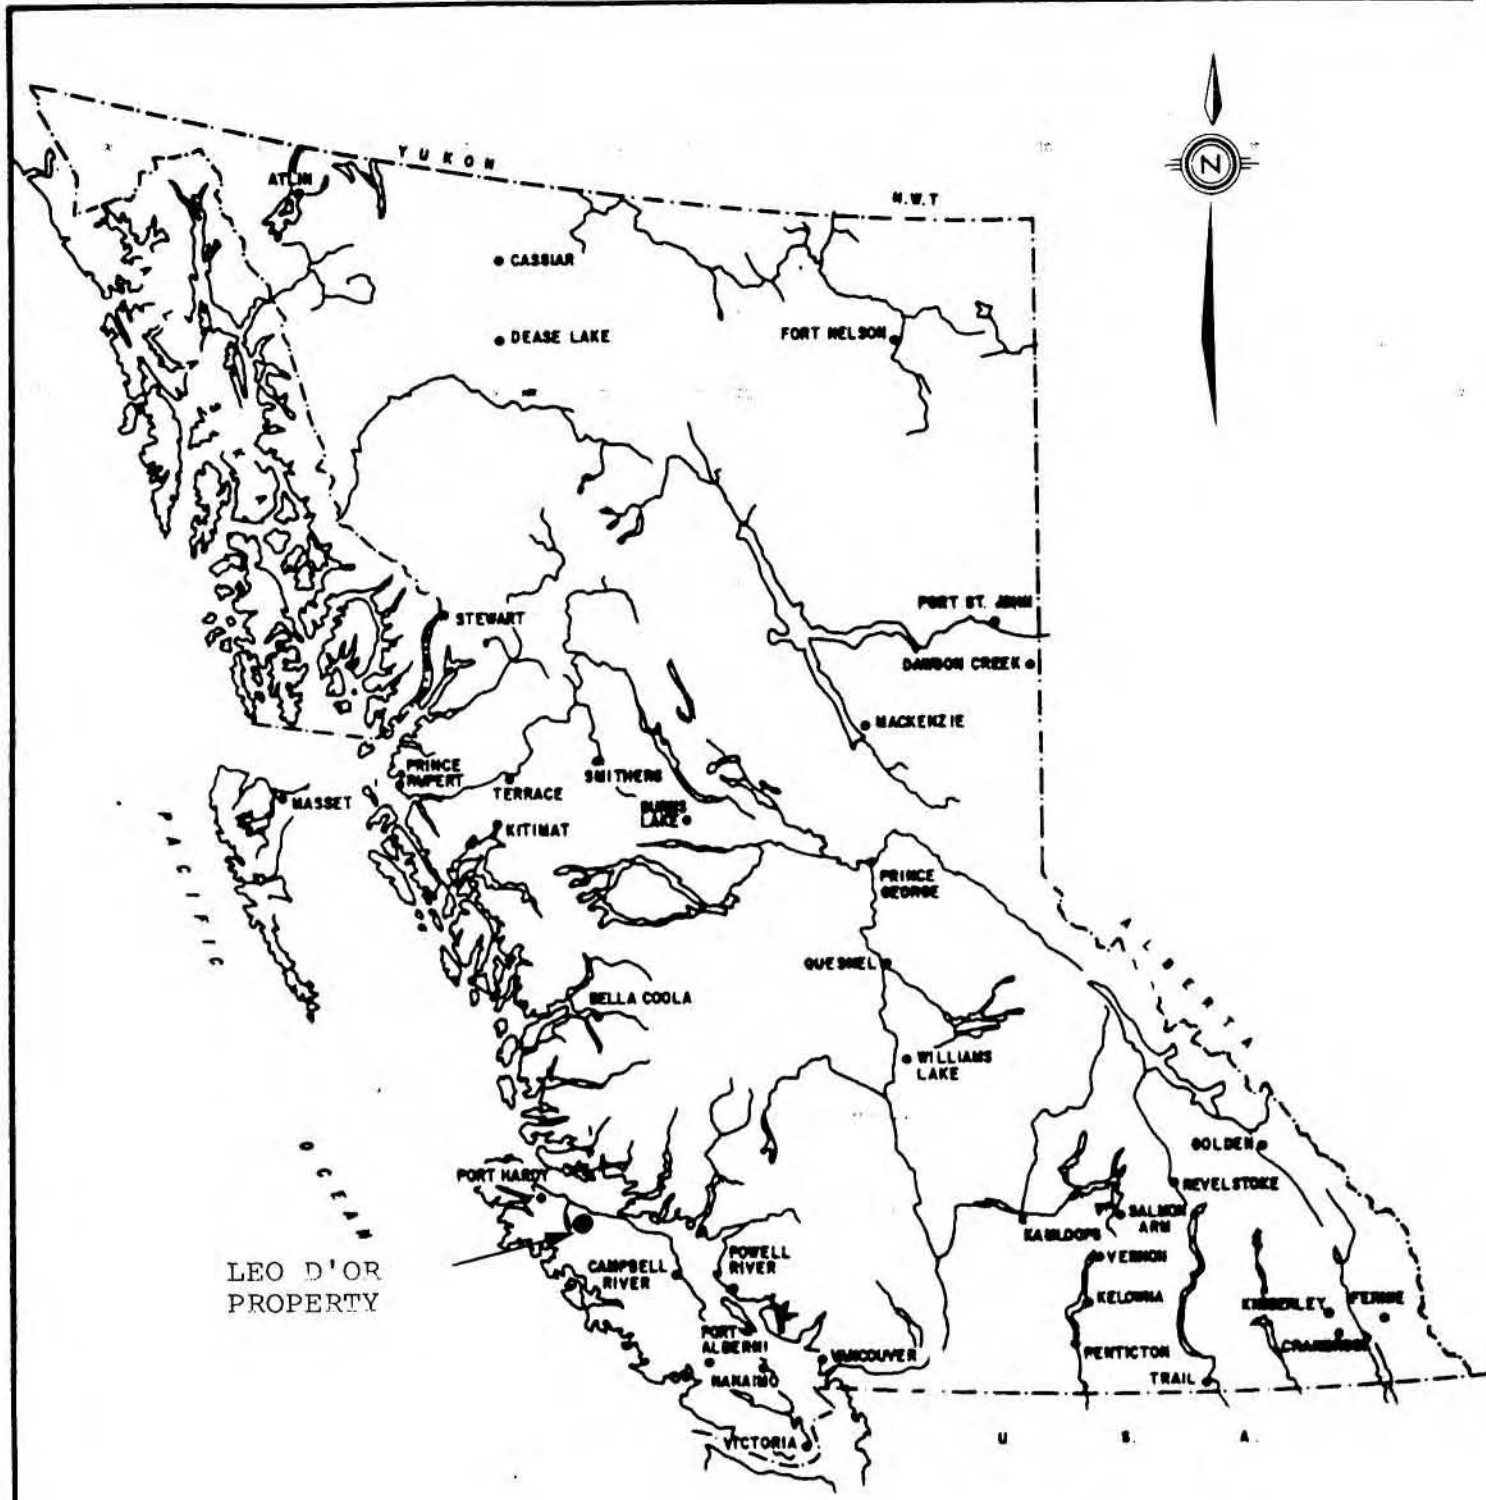 YUKON
N.W.T
N
ATLIN
CASSIAR
DEASE LAKE
FORT NELSON
STEWART
FORT ST. JOHN
DAWSON CREEK
MACKENZIE
PRINCE
RUPERT
TERRACE
SMITHERS
MASSET
KITIMAT
BURNS
LAKE
PACIFIC
PRINCE
GEORGE
ALBERTA
QUESNEL
BELLA COOLA
WILLIAMS
LAKE
OCEAN
GOLDEN
PORT HARDY
REVELSTOKE
SALMON
ARM
KAMLOOPS
LEO D'OR
PROPERTY
CAMPBELL
RIVER
POWELL
RIVER
VERNON
KELOWNA
KIMBERLEY
FERNIE
CRANBROOK
PORT
ALBERNI
NANAIMO
VANCOUVER
PENTICTON
TRAIL
VICTORIA
U. S. A.